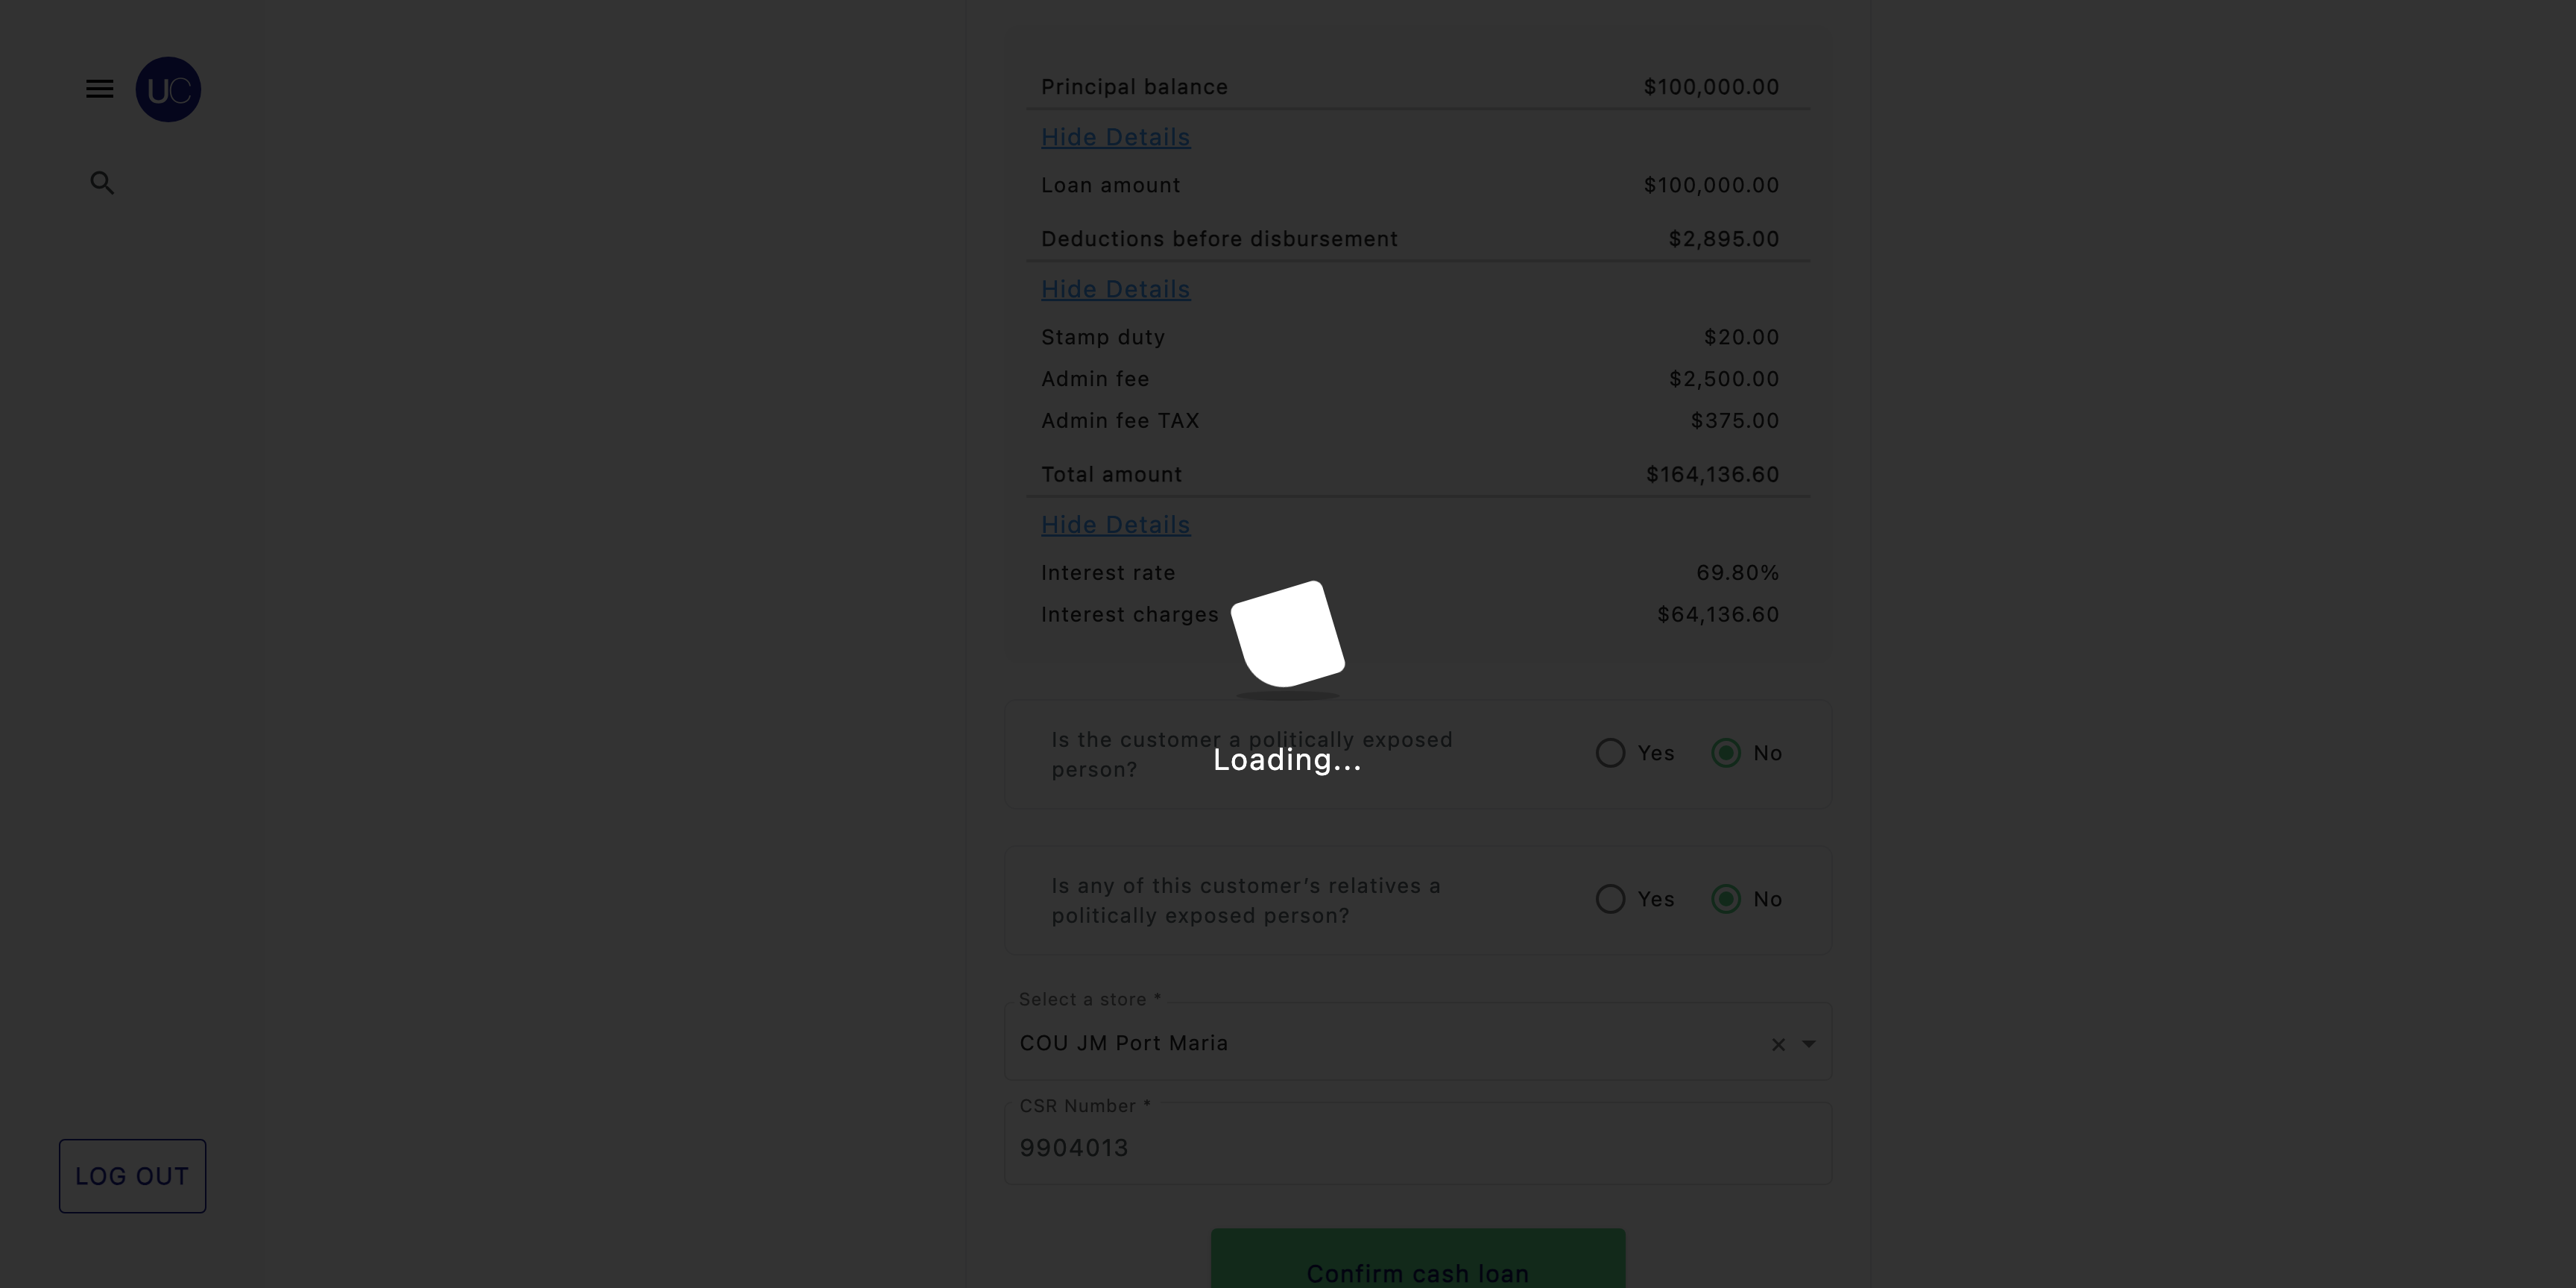 UC
Principal balance $100,000.00
Hide Details
Loan amount $100,000.00
Deductions before disbursement $2,895.00
Hide Details
Stamp duty $20.00
Admin fee $2,500.00
Admin fee TAX $375.00
Total amount $164,136.60
Hide Details
Interest rate 69.80%
Interest charges $64,136.60
Is the customer a politically exposed
person?
Yes No
Loading...
Is any of this customer’s relatives a
politically exposed person?
Yes No
Select a store *
COU JM Port Maria
CSR Number *
9904013
LOG OUT
Confirm cash loan